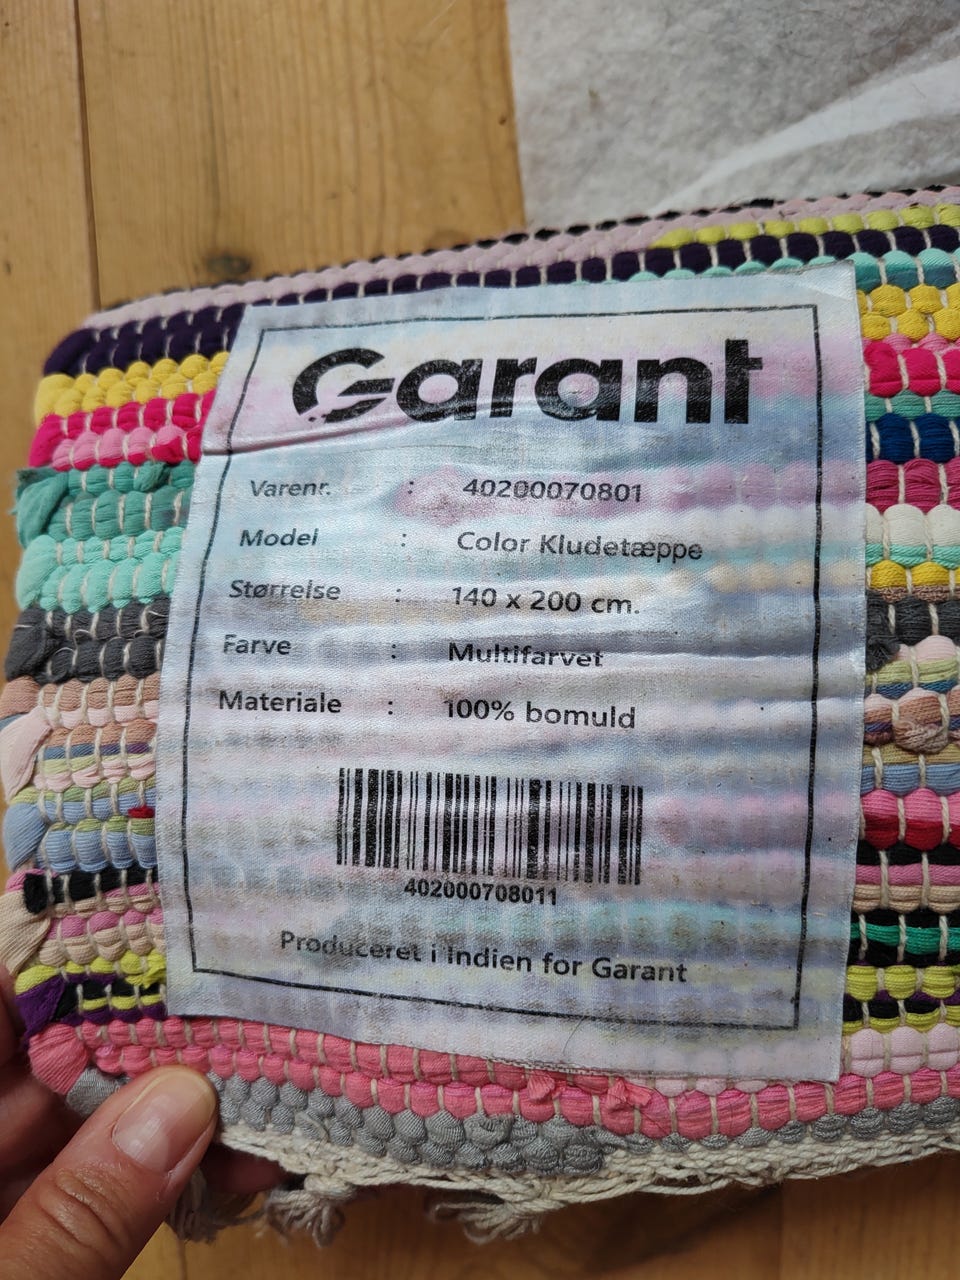 Garant
Varenr. : 40200070801
Model : Color Kludetæppe
Størrelse : 140 x 200 cm.
Farve : Multifarvet
Materiale : 100% bomuld
402000708011
Produceret i Indien for Garant